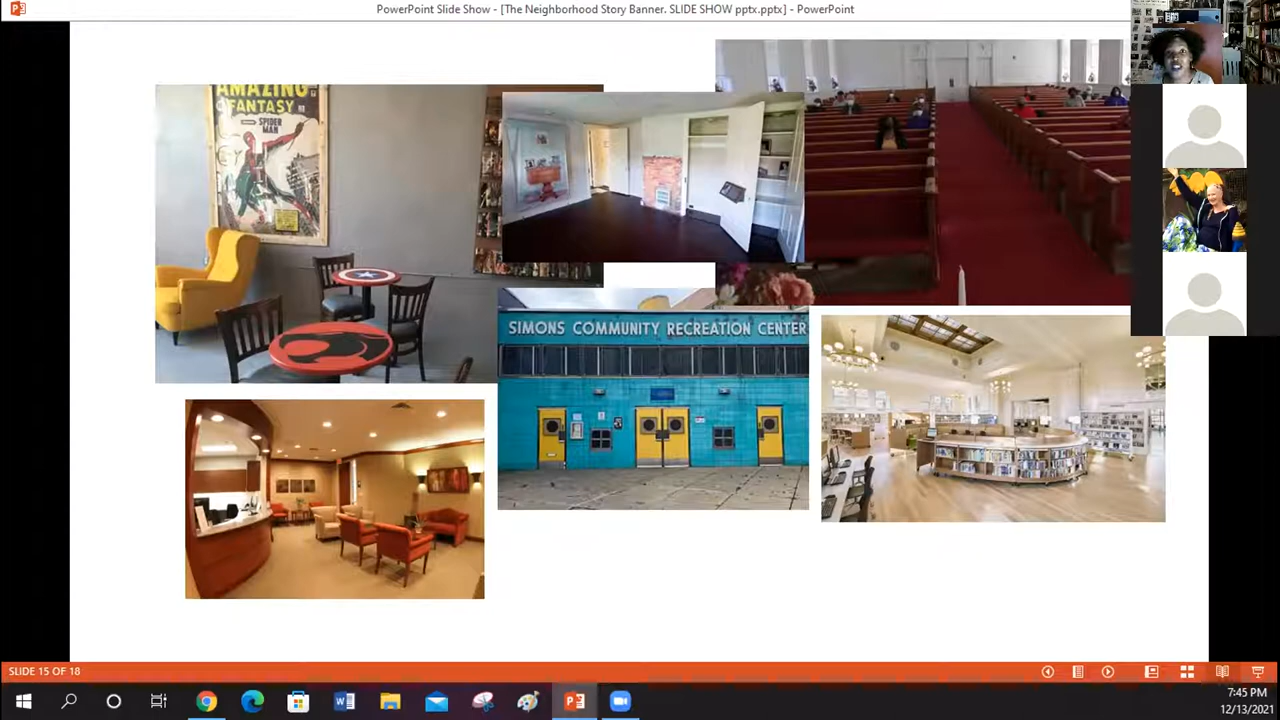 PowerPoint Slide Show - [The Neighborhood Story Banner. SLIDE SHOW pptx.pptx] - PowerPoint
AMAZING
FANTASY
SPIDER
MAN
SIMONS COMMUNITY RECREATION CENTER
SLIDE 15 OF 18
7:45 PM
12/13/2021